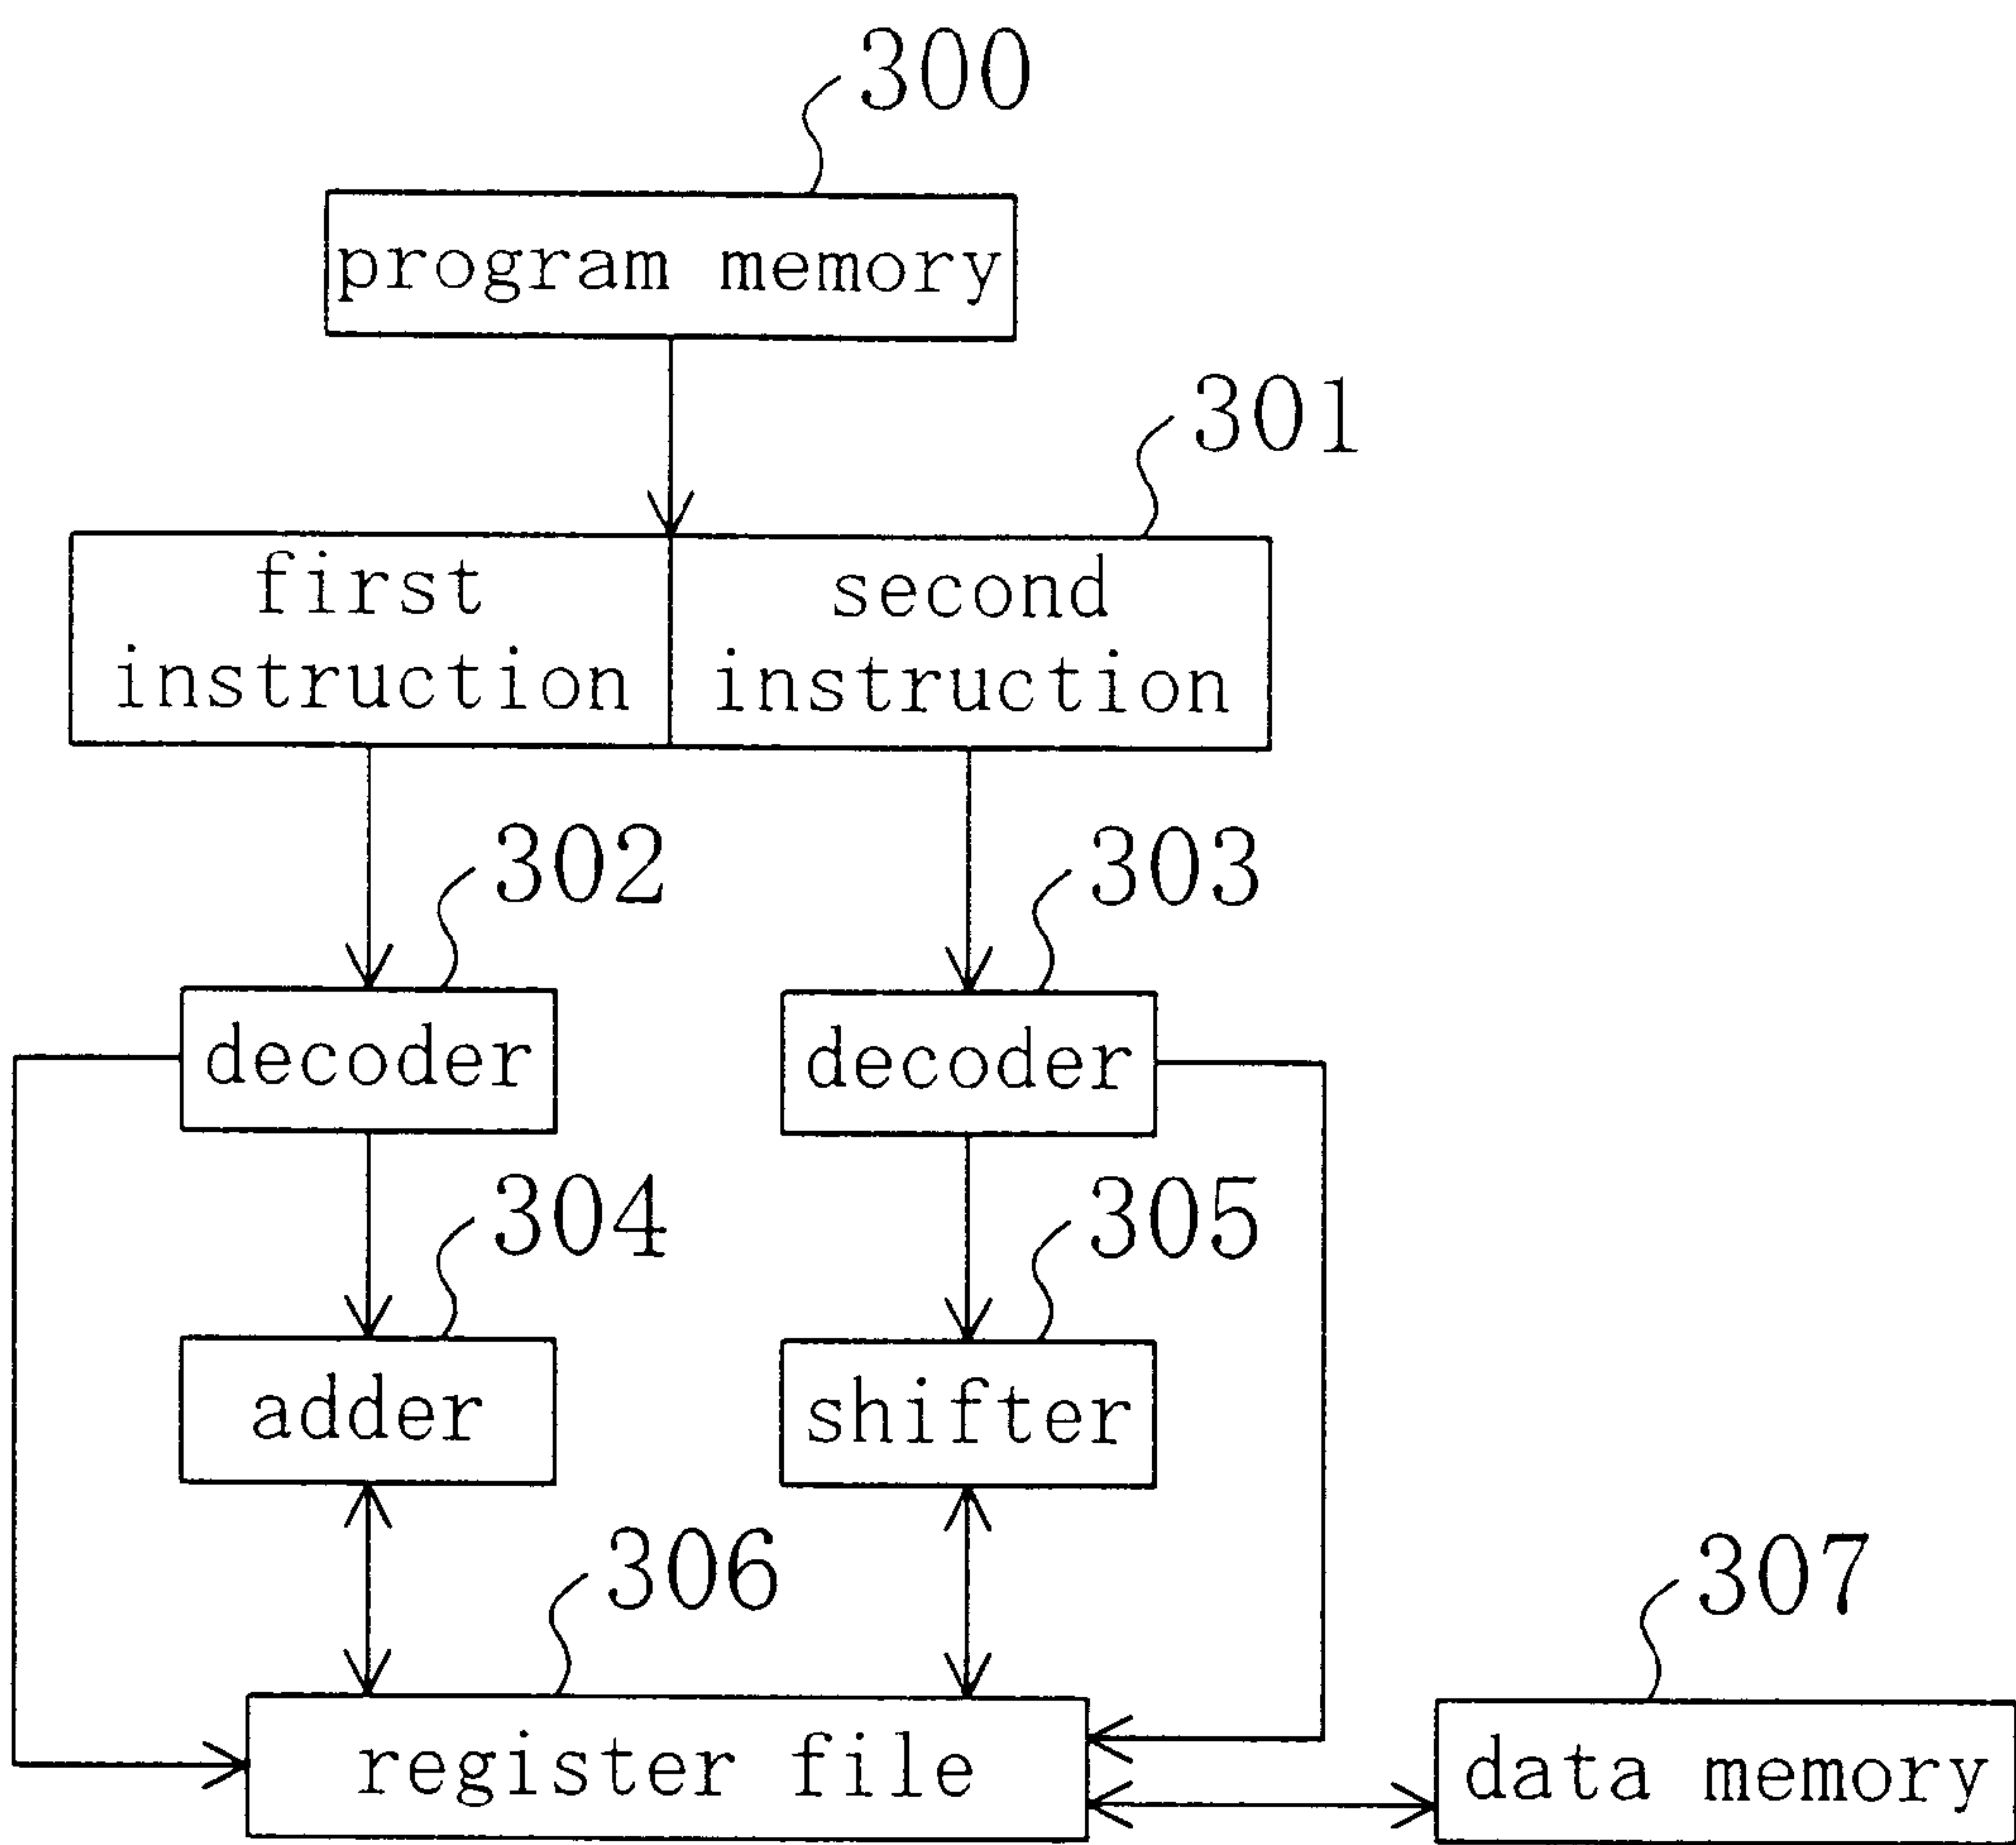 300
program memory
301
first
instruction
second
instruction
302
303
decoder
decoder
304
305
adder
shifter
306
307
register file
data memory